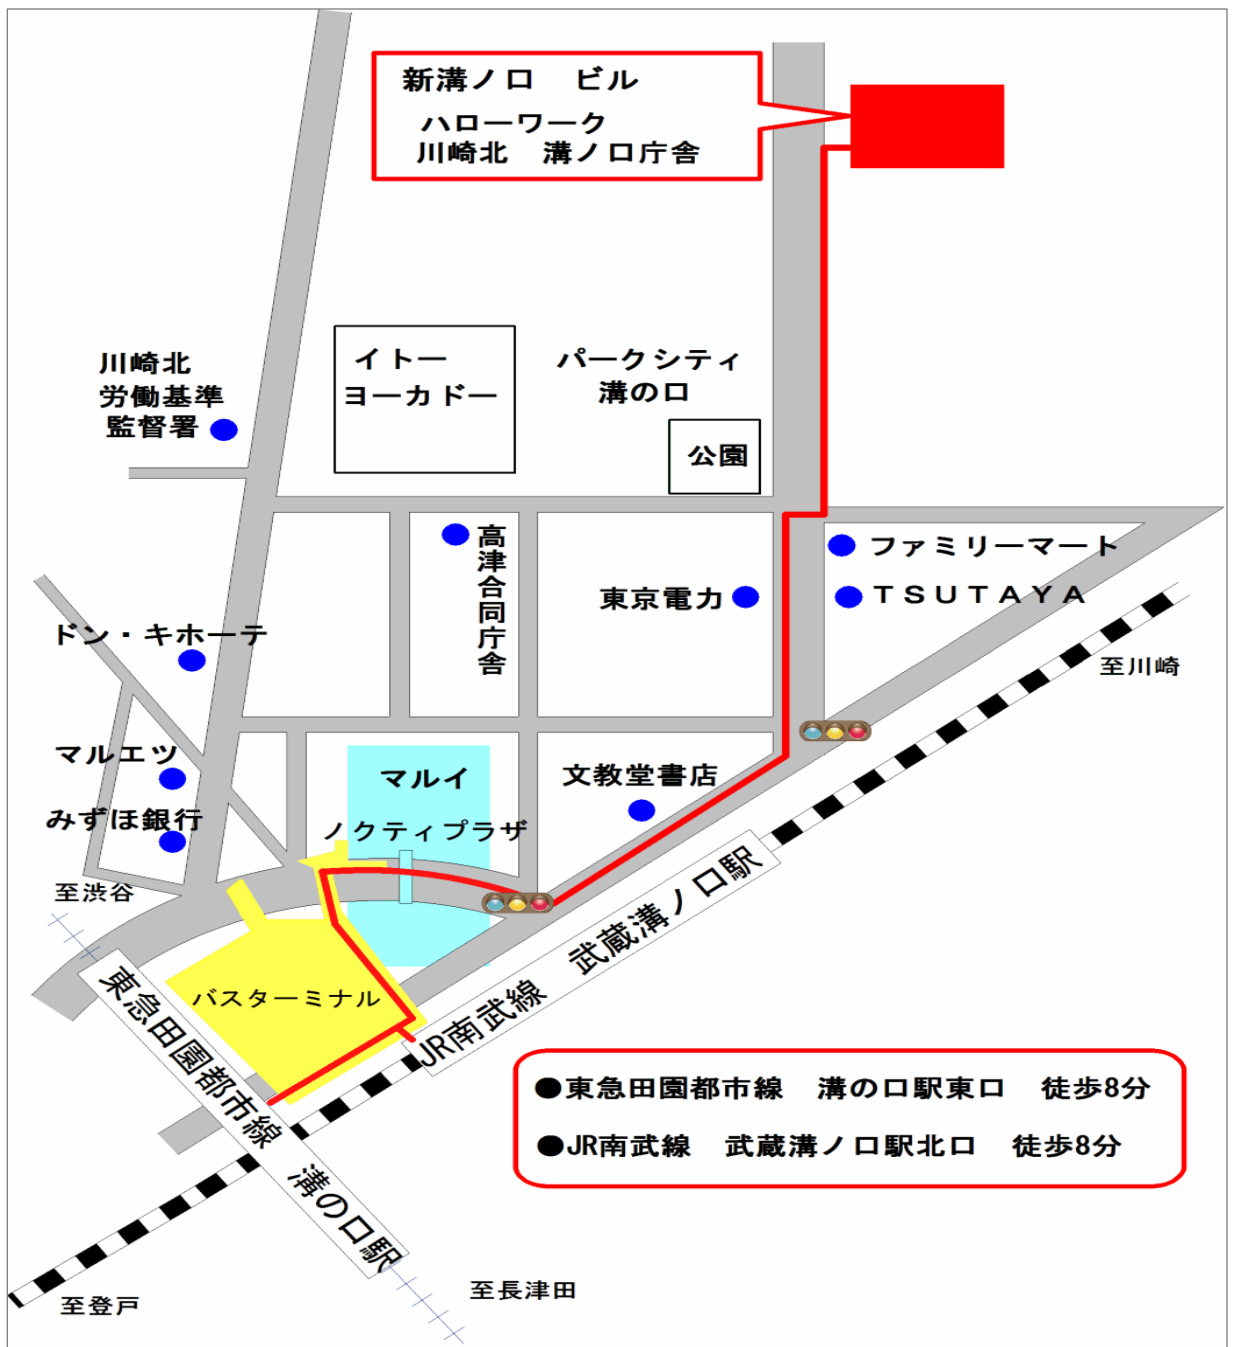 新溝ノ口　ビル
ハローワーク
川崎北　溝ノ口庁舎
川崎北
労働基準
監督署
イトー
ヨーカドー
パークシティ
溝の口
公園
高津合同庁舎
東京電力
ファミリーマート
ＴＳＵＴＡＹＡ
至川崎
ドン・キホーテ
マルエツ
みずほ銀行
至渋谷
マルイ
ノクティプラザ
文教堂書店
バスターミナル
JR南武線　武蔵溝ノ口駅
東急田園都市線　溝の口駅
●東急田園都市線　溝の口駅東口　徒歩8分
●JR南武線　武蔵溝ノ口駅北口　徒歩8分
至登戸
至長津田